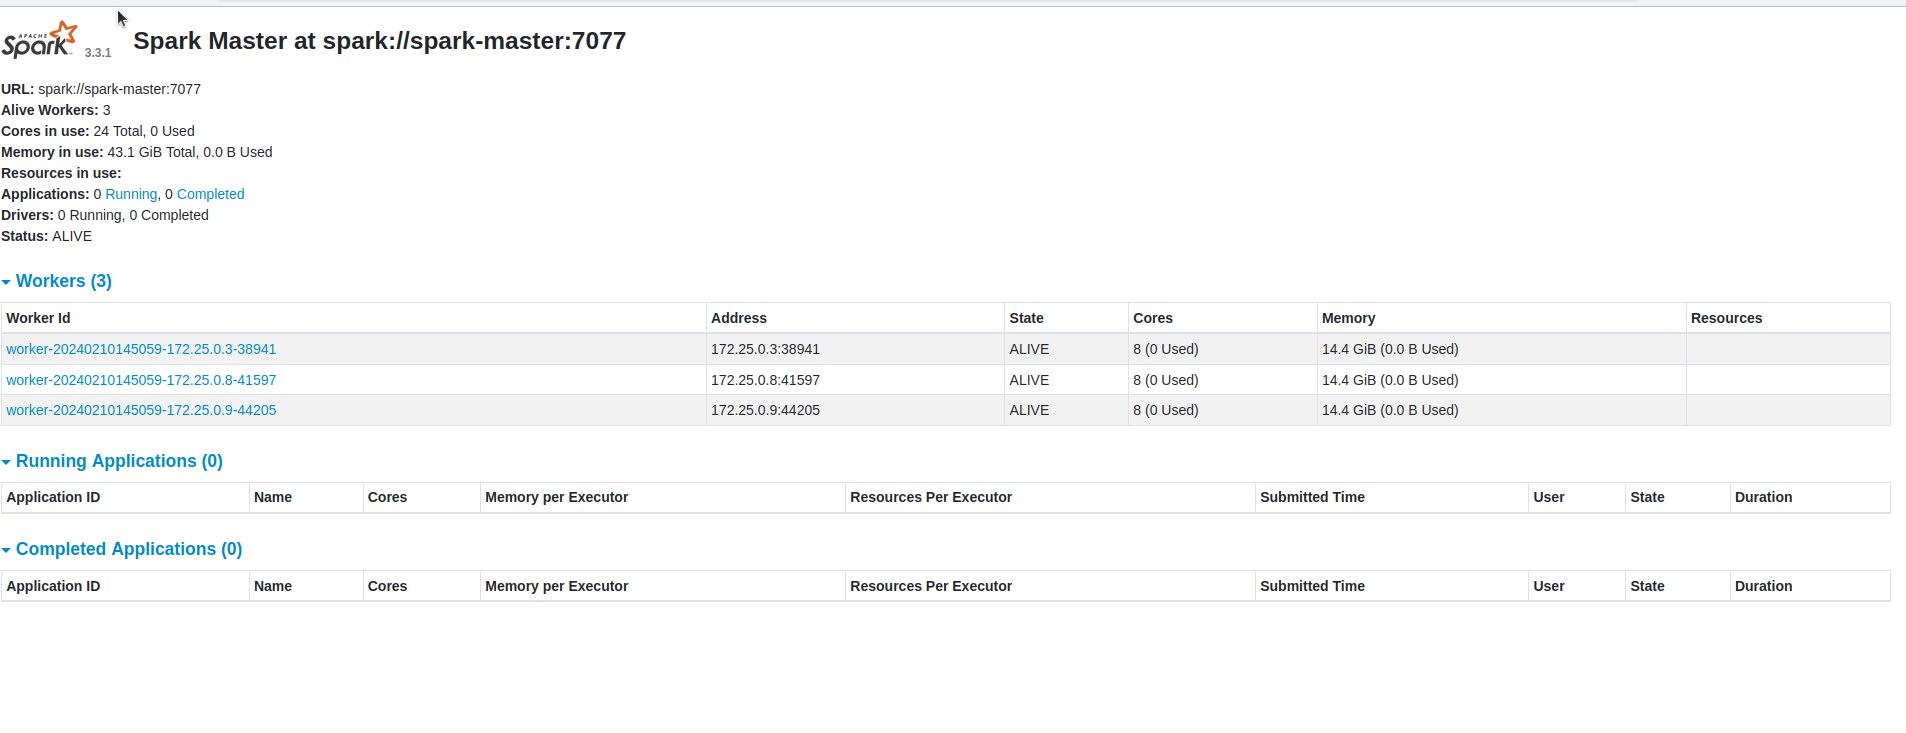 APACHE
Spark 3.3.1 Spark Master at spark://spark-master:7077
URL: spark://spark-master:7077
Alive Workers: 3
Cores in use: 24 Total, 0 Used
Memory in use: 43.1 GiB Total, 0.0 B Used
Resources in use:
Applications: 0 Running, 0 Completed
Drivers: 0 Running, 0 Completed
Status: ALIVE
Workers (3)
Worker Id Address State Cores Memory Resources
worker-20240210145059-172.25.0.3-38941 172.25.0.3:38941 ALIVE 8 (0 Used) 14.4 GiB (0.0 B Used)
worker-20240210145059-172.25.0.8-41597 172.25.0.8:41597 ALIVE 8 (0 Used) 14.4 GiB (0.0 B Used)
worker-20240210145059-172.25.0.9-44205 172.25.0.9:44205 ALIVE 8 (0 Used) 14.4 GiB (0.0 B Used)
Running Applications (0)
Application ID Name Cores Memory per Executor Resources Per Executor Submitted Time User State Duration
Completed Applications (0)
Application ID Name Cores Memory per Executor Resources Per Executor Submitted Time User State Duration